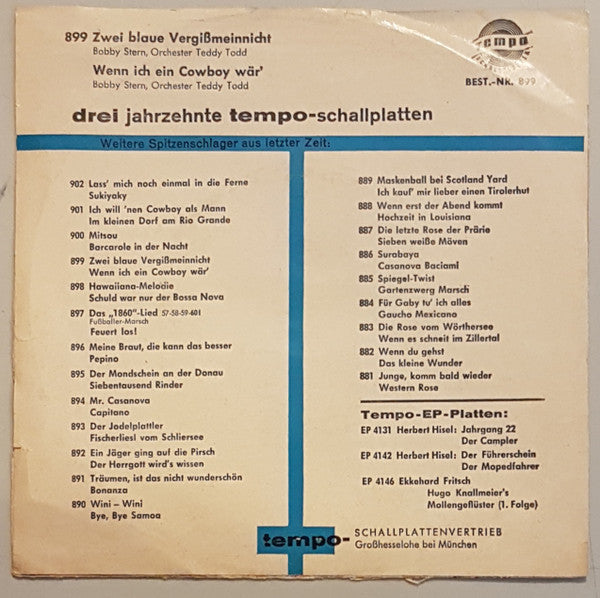 899 Zwei blaue Vergißmeinnicht
Bobby Stern, Orchester Teddy Todd
Wenn ich ein Cowboy wär'
Bobby Stern, Orchester Teddy Todd
tempo
BEST.-NR. 899
drei jahrzehnte tempo-schallplatten
Weitere Spitzenschlager aus letzter Zeit:
902 Lass' mich noch einmal in die Ferne
Sukiyaky
901 Ich will 'nen Cowboy als Mann
Im kleinen Dorf am Rio Grande
900 Mitsou
Barcarole in der Nacht
899 Zwei blaue Vergißmeinnicht
Wenn ich ein Cowboy wär'
898 Hawaiiana-Melodie
Schuld war nur der Bossa Nova
897 Das „1860"-Lied 57-58-59-601
Fußballer-Marsch
Feuert los!
896 Meine Braut, die kann das besser
Pepino
895 Der Mondschein an der Donau
Siebentausend Rinder
894 Mr. Casanova
Capitano
893 Der Jodelplattler
Fischerliesl vom Schliersee
892 Ein Jäger ging auf die Pirsch
Der Herrgott wird's wissen
891 Träumen, ist das nicht wunderschön
Bonanza
890 Wini - Wini
Bye, Bye Samoa
889 Maskenball bei Scotland Yard
Ich kauf' mir lieber einen Tirolerhut
888 Wenn erst der Abend kommt
Hochzeit in Louisiana
887 Die letzte Rose der Prärie
Sieben weiße Möven
886 Surabaya
Casanova Baciami
885 Spiegel-Twist
Gartenzwerg Marsch
884 Für Gaby tu' ich alles
Gaucho Mexicano
883 Die Rose vom Wörthersee
Wenn es schneit im Zillertal
882 Wenn du gehst
Das kleine Wunder
881 Junge, komm bald wieder
Western Rose
Tempo-EP-Platten:
EP 4131 Herbert Hisel: Jahrgang 22
Der Campler
EP 4142 Herbert Hisel: Der Führerschein
Der Mopedfahrer
EP 4146 Ekkehard Fritsch
Hugo Knallmeier's
Mollengeflüster (1. Folge)
tempo-SCHALLPLATTENVERTRIEB
Großhesselohe bei München